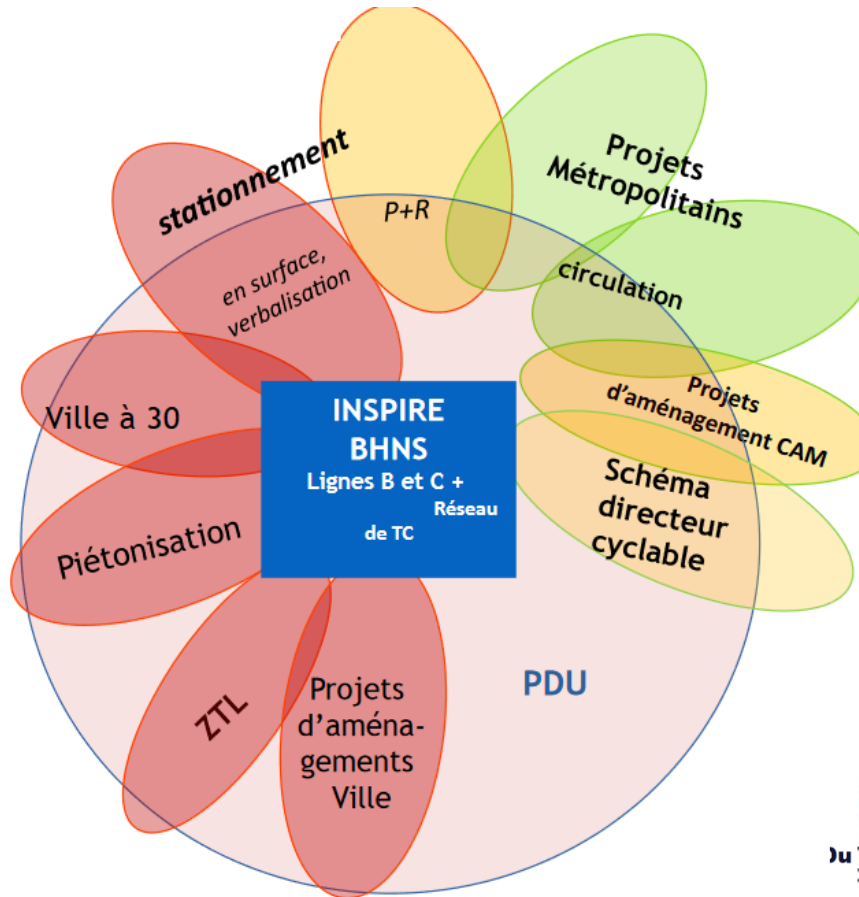 Projets
Métropolitains
stationnement
P+R
en surface,
verbalisation
circulation
Projets
d'aménagement CAM
Ville à 30
INSPIRE
BHNS
Lignes B et C +
Réseau
de TC
Schéma
directeur
cyclable
Piétonisation
ZTL
Projets
d'aména-
gements
Ville
PDU